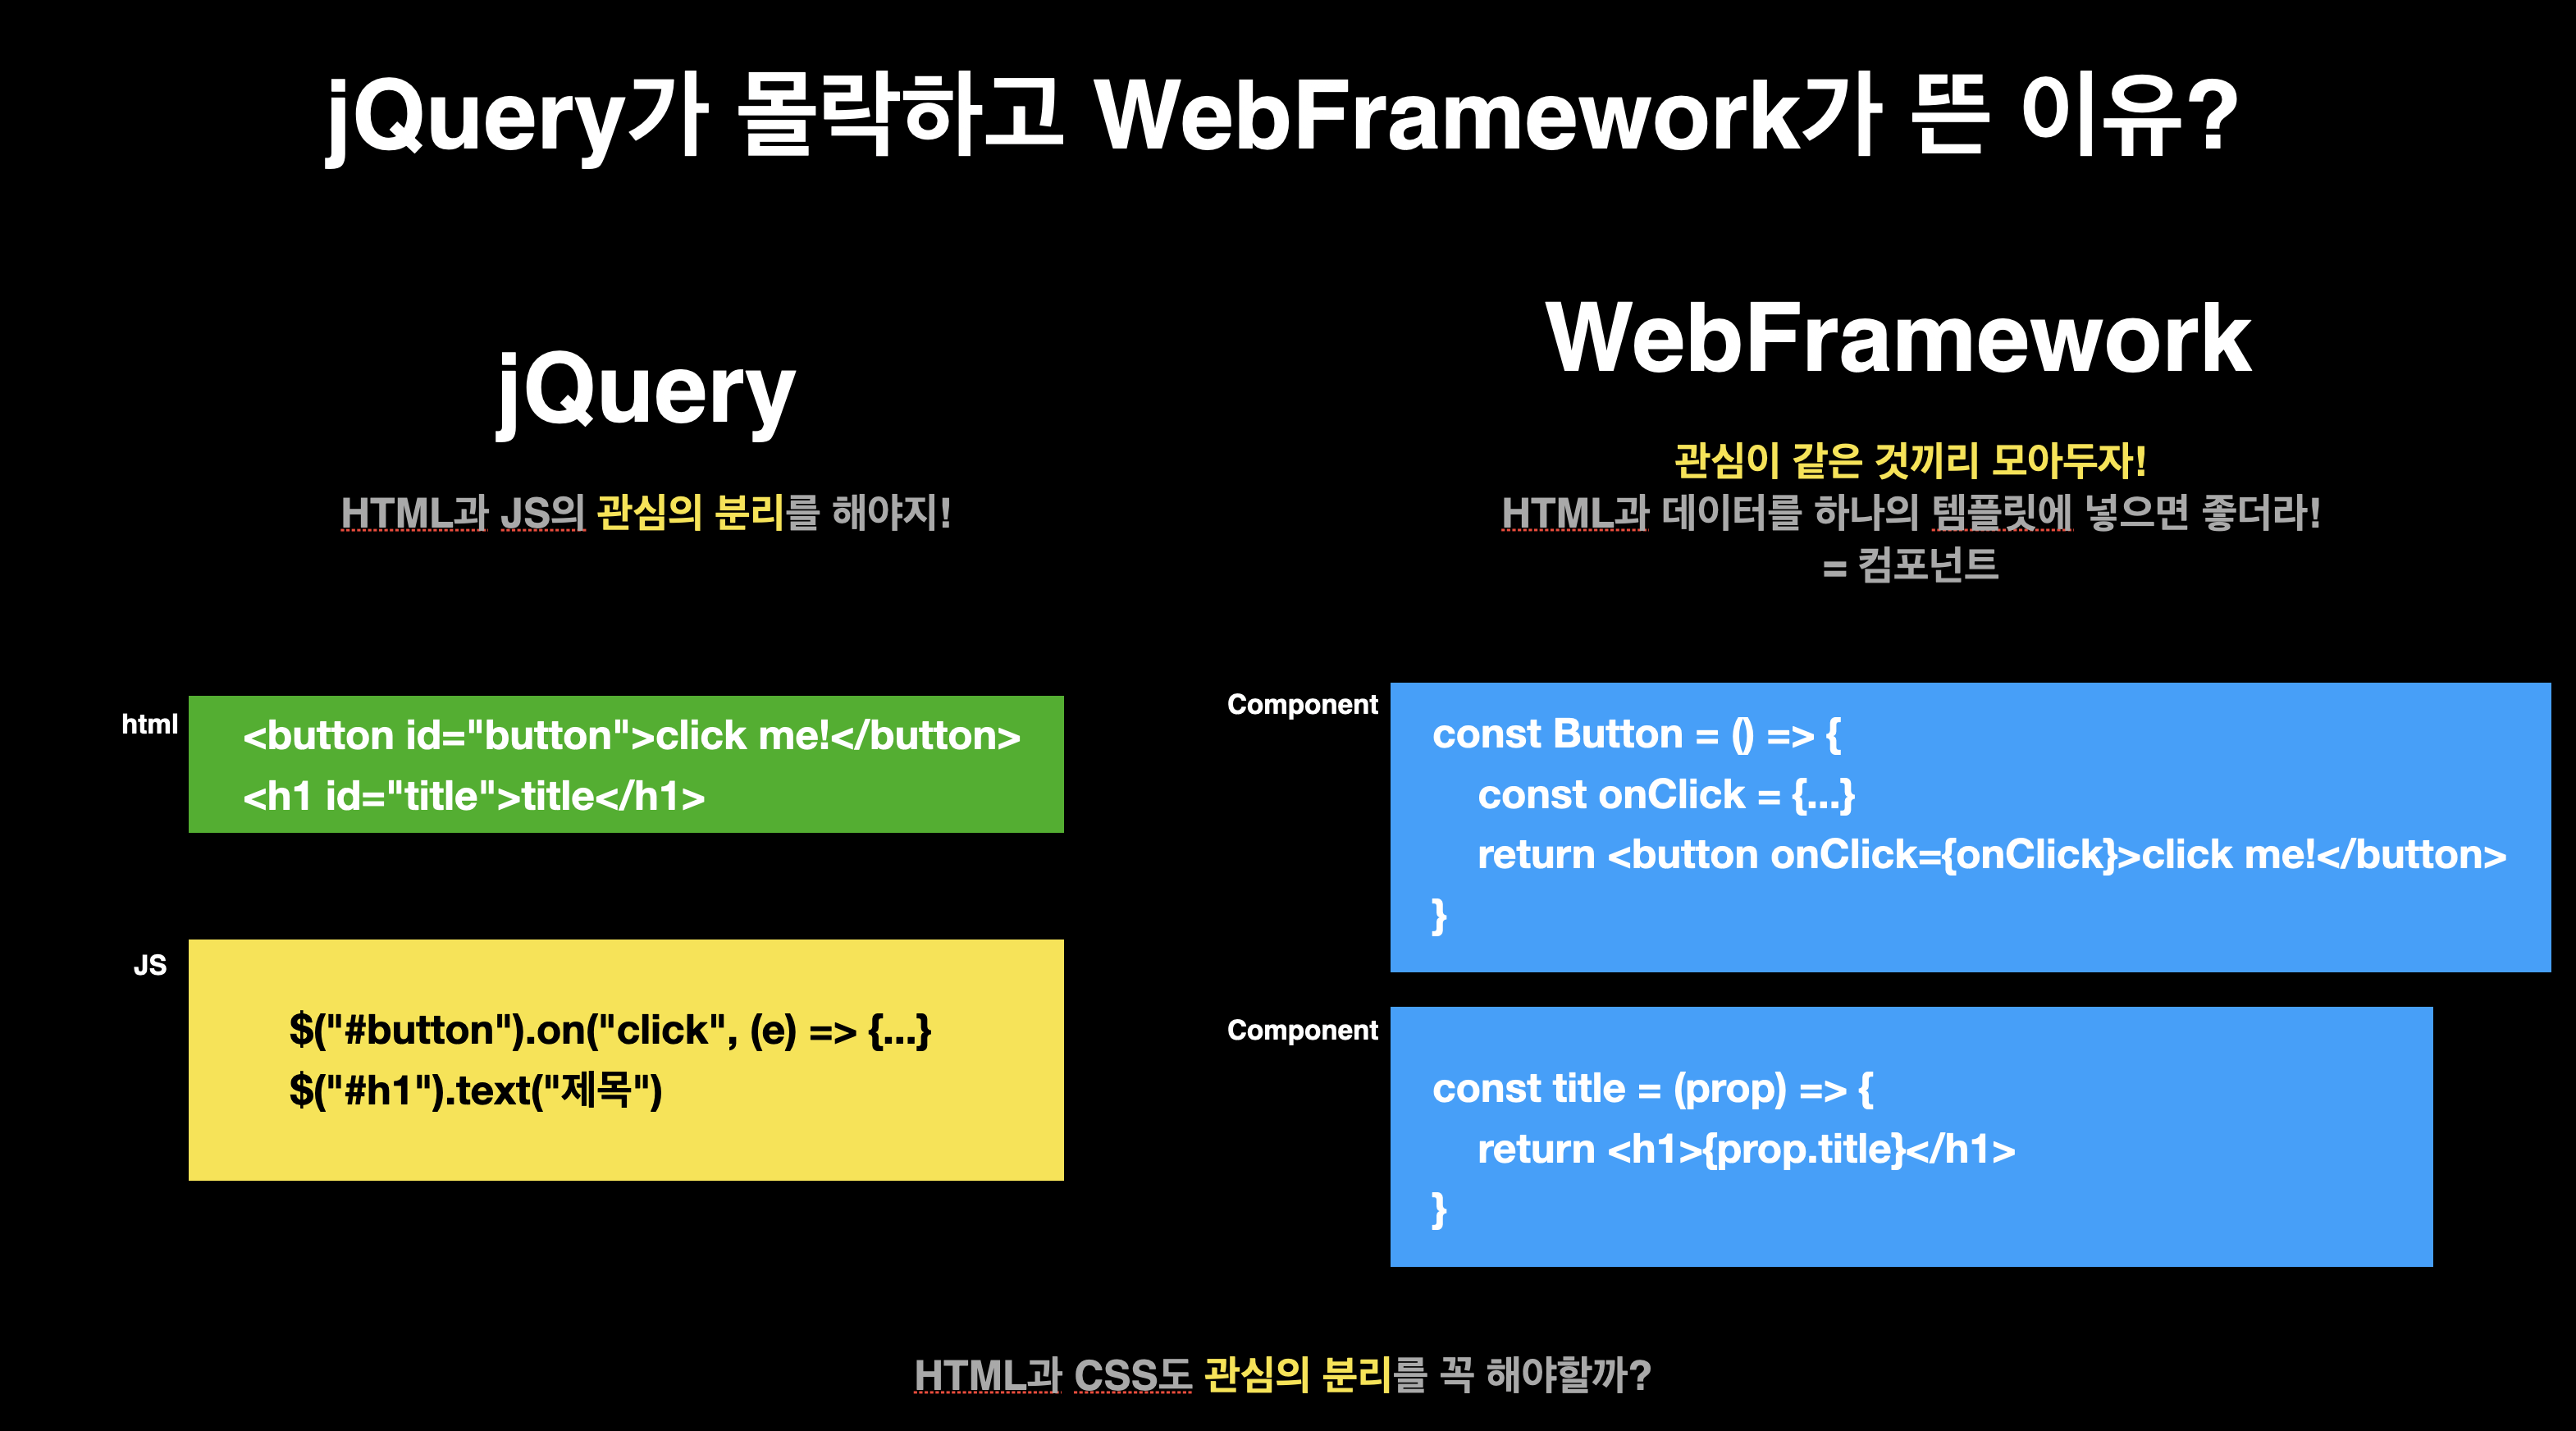 jQuery가 몰락하고 WebFramework가 뜬 이유?
jQuery
HTML과 JS의 관심의 분리를 해야지!
html
<button id="button">click me!</button>
<h1 id="title">title</h1>
JS
$("#button").on("click", (e) => {...}
$("#h1").text("제목")
WebFramework
관심이 같은 것끼리 모아두자!
HTML과 데이터를 하나의 템플릿에 넣으면 좋더라!
= 컴포넌트
Component
const Button = () => {
const onClick = {...}
return <button onClick={onClick}>click me!</button>
}
Component
const title = (prop) => {
return <h1>{prop.title}</h1>
}
HTML과 CSS도 관심의 분리를 꼭 해야할까?